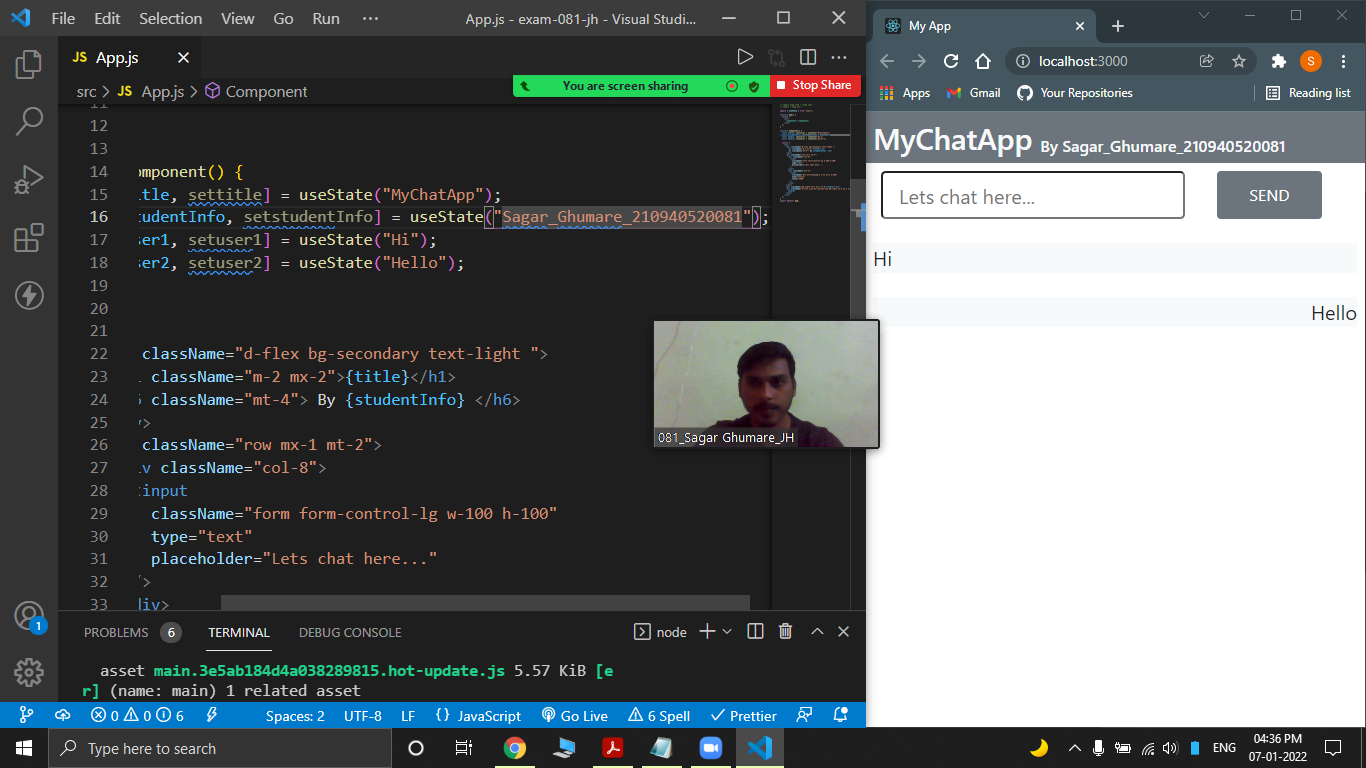 File Edit Selection View Go Run ··· App.js - exam-081-jh - Visual Studi...
JS App.js
You are screen sharing Stop Share
src > JS App.js > Component
11
12
13
14 omponent() {
15 itle, settitle] = useState("MyChatApp");
16 tudentInfo, setstudentInfo] = useState("Sagar_Ghumare_210940520081");
17 ser1, setuser1] = useState("Hi");
18 ser2, setuser2] = useState("Hello");
19
20
21
22 className="d-flex bg-secondary text-light ">
23 className="m-2 mx-2">{title}</h1>
24 className="mt-4"> By {studentInfo} </h6>
25 >
26 className="row mx-1 mt-2">
27 iv className="col-8">
28 input
29 className="form form-control-lg w-100 h-100"
30 type="text"
31 placeholder="Lets chat here..."
32 />
33 div>
PROBLEMS 6 TERMINAL DEBUG CONSOLE node
asset main.3e5ab184d4a038289815.hot-update.js 5.57 KiB [e
r] (name: main) 1 related asset
1
0 0 6 Spaces: 2 UTF-8 LF {} JavaScript Go Live 6 Spell Prettier
My App
localhost:3000 S
Apps Gmail Your Repositories Reading list
MyChatApp By Sagar_Ghumare_210940520081
Lets chat here... SEND
Hi
Hello
081_Sagar Ghumare_JH
Type here to search ENG 04:36 PM
07-01-2022